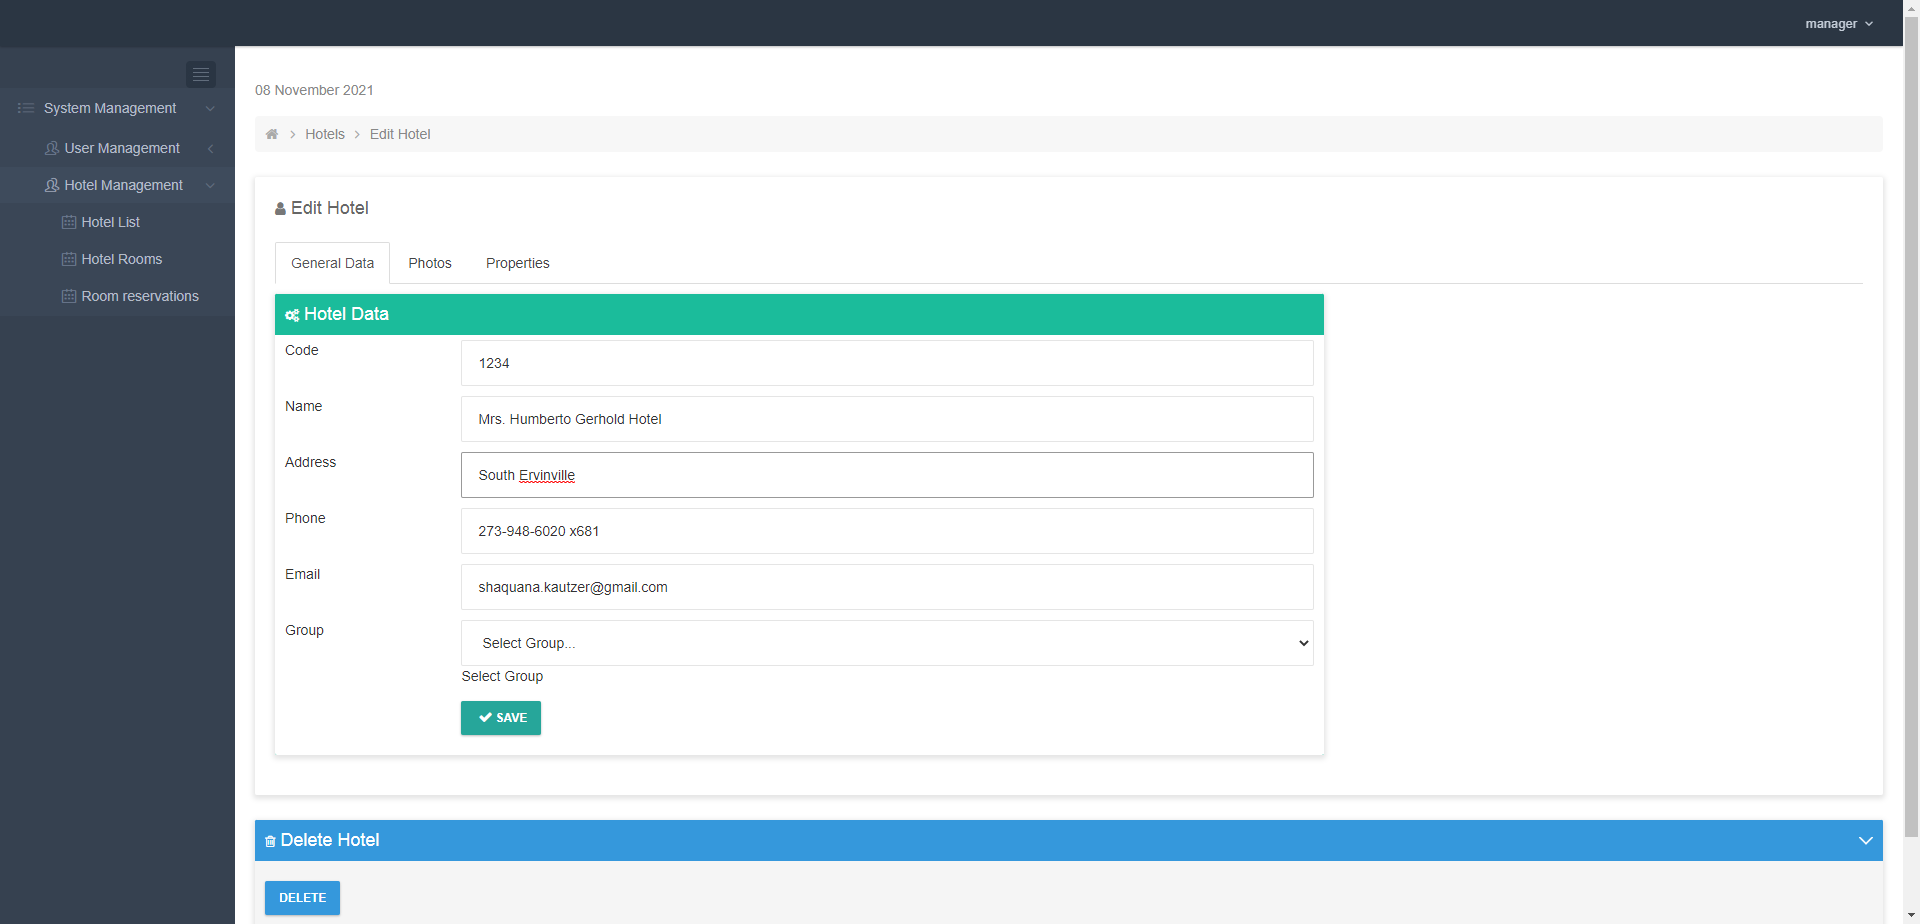 manager
System Management
User Management
Hotel Management
Hotel List
Hotel Rooms
Room reservations
08 November 2021
Hotels > Edit Hotel
Edit Hotel
General Data Photos Properties
Hotel Data
Code 1234
Name Mrs. Humberto Gerhold Hotel
Address South Ervinville
Phone 273-948-6020 x681
Email shaquana.kautzer@gmail.com
Group Select Group...
Select Group
SAVE
Delete Hotel
DELETE